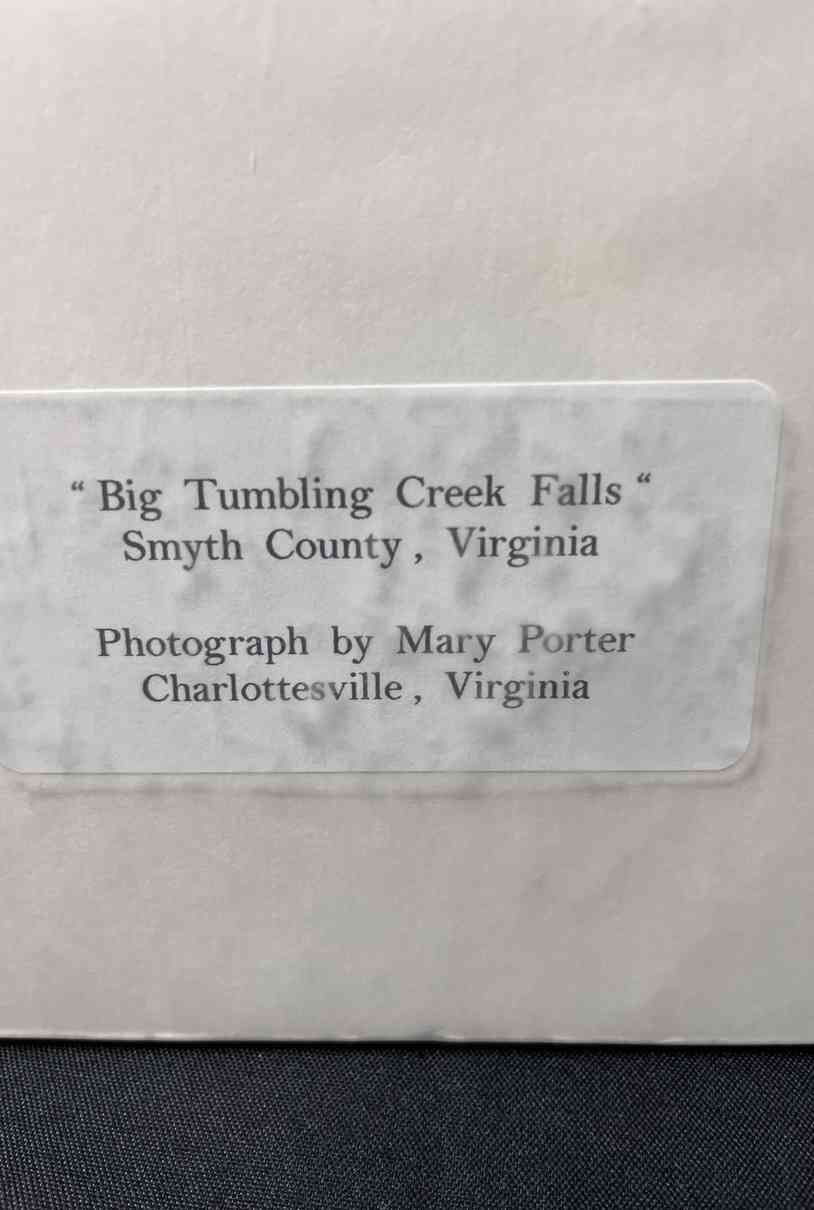 “ Big Tumbling Creek Falls “
Smyth County , Virginia
Photograph by Mary Porter
Charlottesville , Virginia